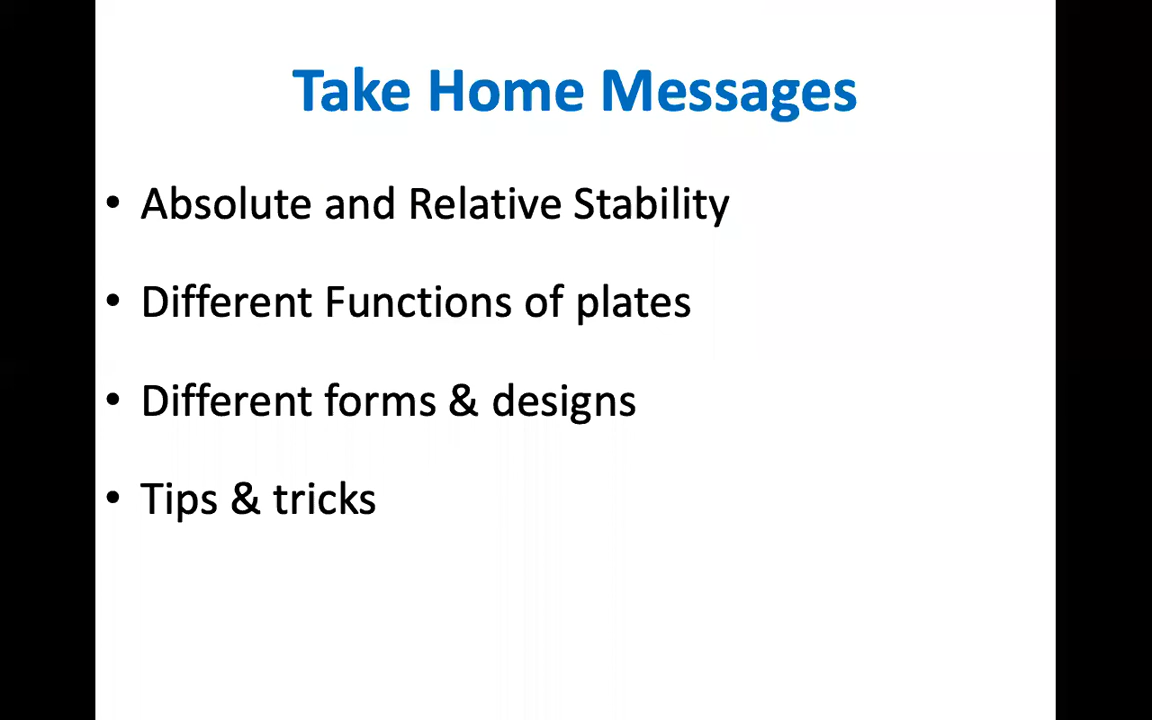 Take Home Messages
• Absolute and Relative Stability
• Different Functions of plates
• Different forms & designs
• Tips & tricks